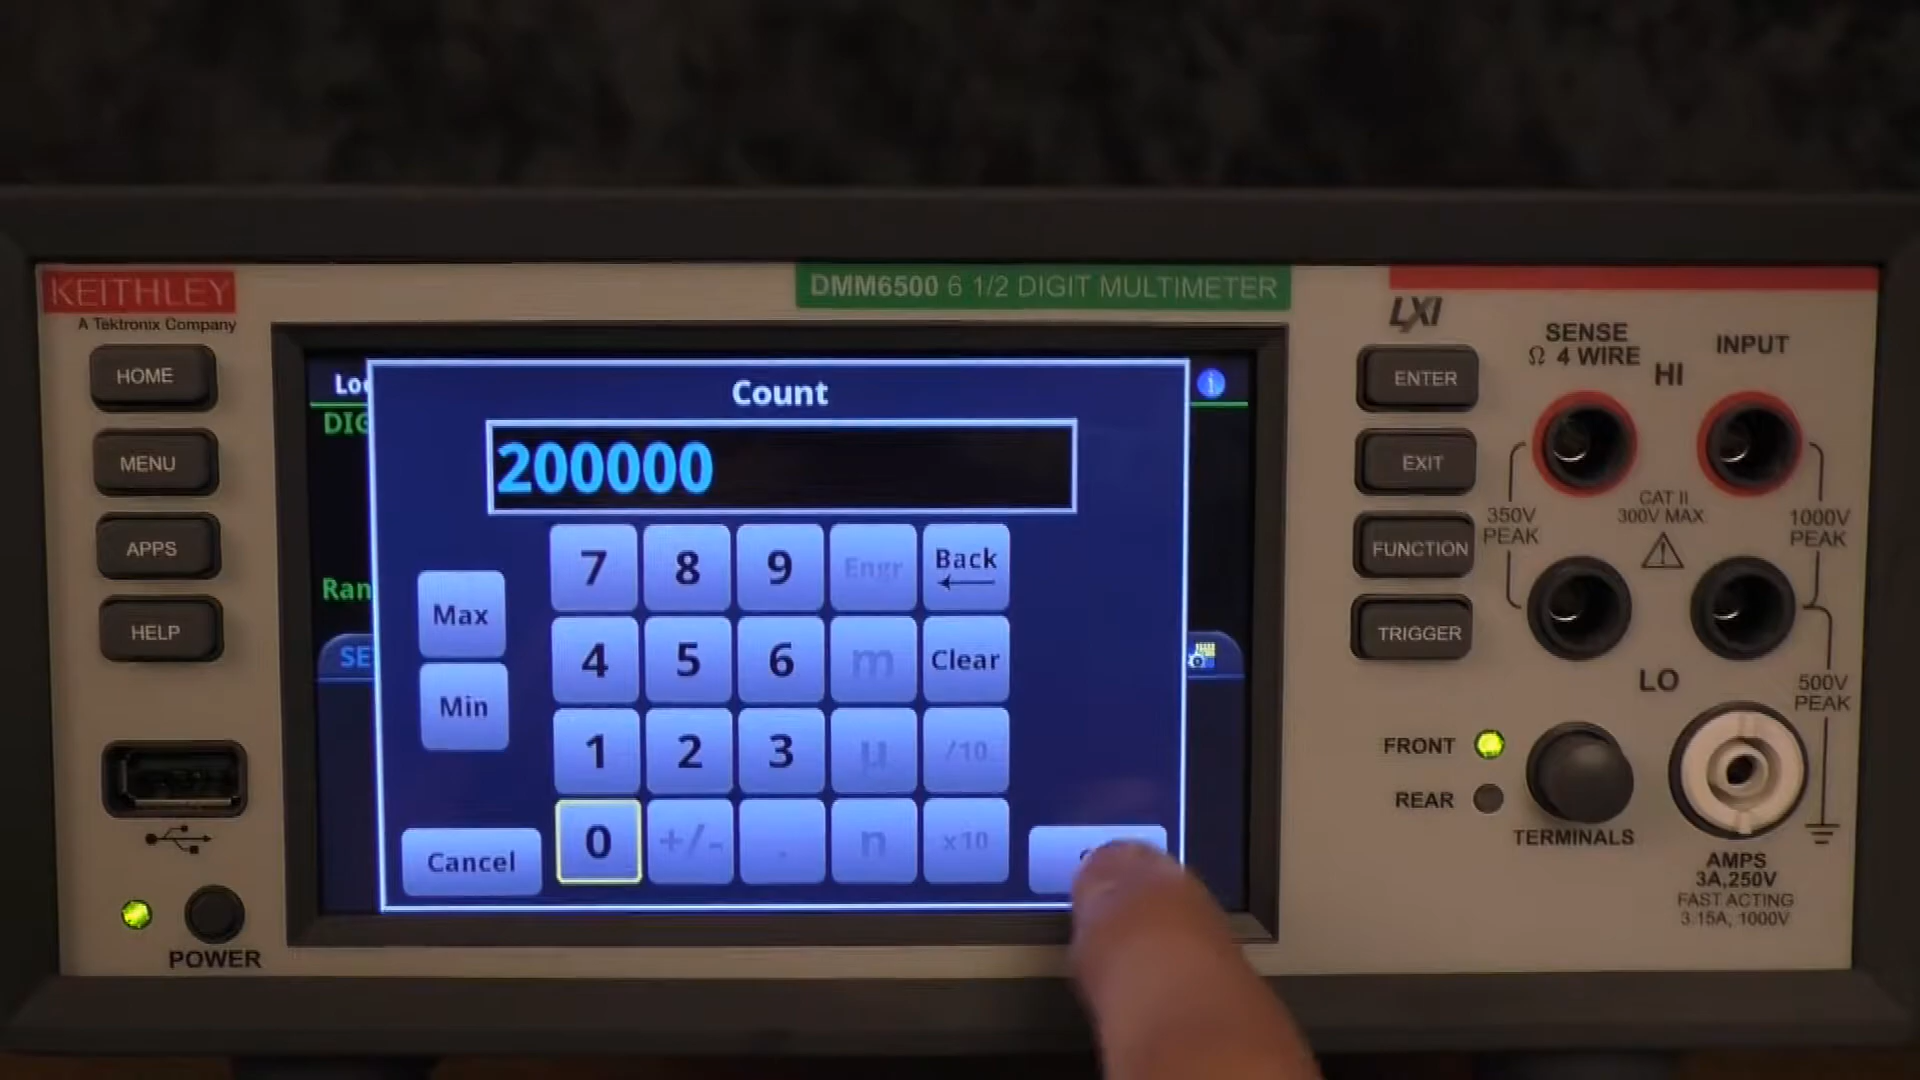 KEITHLEY
A Tektronix Company
DMM6500 6 1/2 DIGIT MULTIMETER
LXI
HOME
MENU
APPS
HELP
POWER
Count
200000
7 8 9 Engr Back
4 5 6 m Clear
1 2 3 µ /10
0 +/- . n x10
Max
Min
Cancel
ENTER
EXIT
FUNCTION
TRIGGER
SENSE
Ω 4 WIRE
INPUT
HI
350V
PEAK
CAT II
300V MAX
1000V
PEAK
LO
500V
PEAK
FRONT
REAR
TERMINALS
AMPS
3A,250V
FAST ACTING
3.15A, 1000V